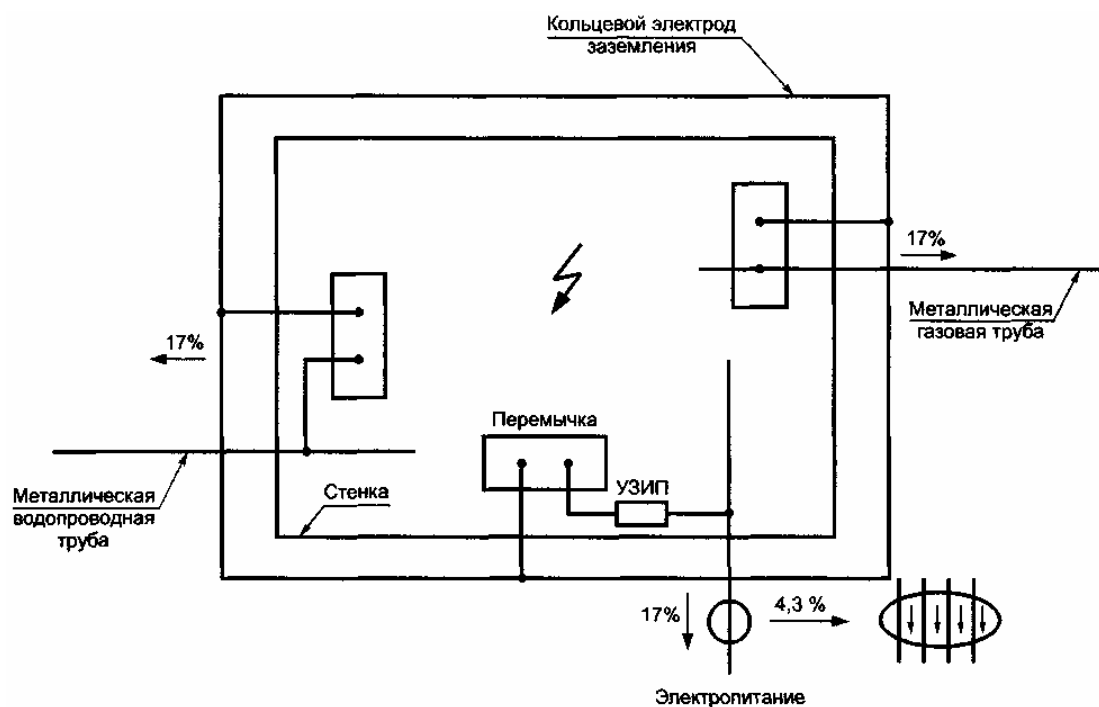 Кольцевой электрод
заземления
17%
Металлическая
газовая труба
17%
Перемычка
УЗИП
Стенка
Металлическая
водопроводная
труба
17%
4,3 %
Электропитание